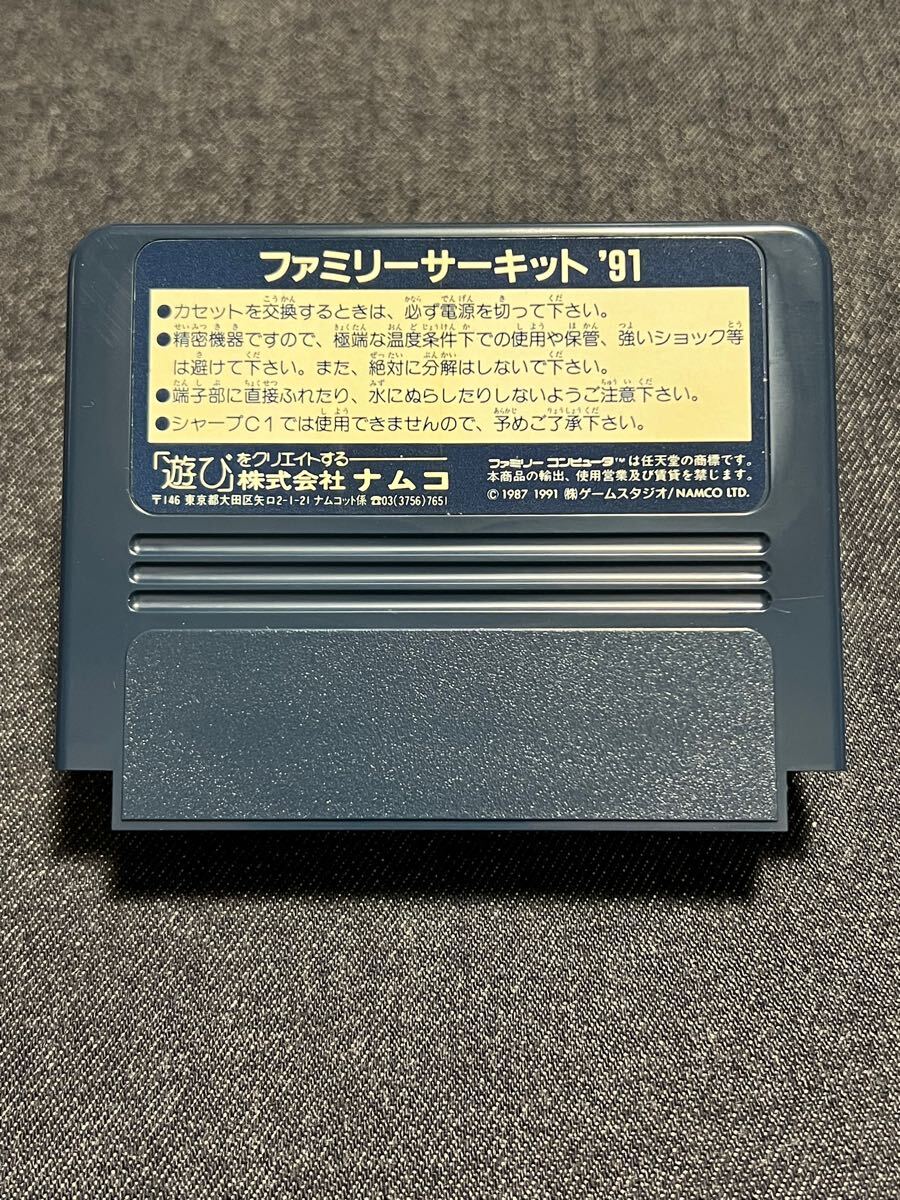 ファミリーサーキット '91
●カセットを交換するときは、必ず電源を切って下さい。
●精密機器ですので、極端な温度条件下での使用や保管、強いショック等
は避けて下さい。また、絶対に分解はしないで下さい。
●端子部に直接ふれたり、水にぬらしたりしないようご注意下さい。
●シャープC1では使用できませんので、予めご了承下さい。
「遊び」をクリエイトする
株式会社 ナムコ
〒146 東京都大田区矢口2-1-21 ナムコット係 ☎03(3756)7651
ファミリーコンピュータ™は任天堂の商標です。
本商品の輸出、使用営業及び賃貸を禁じます。
© 1987 1991 ㈱ゲームスタジオ/NAMCO LTD.